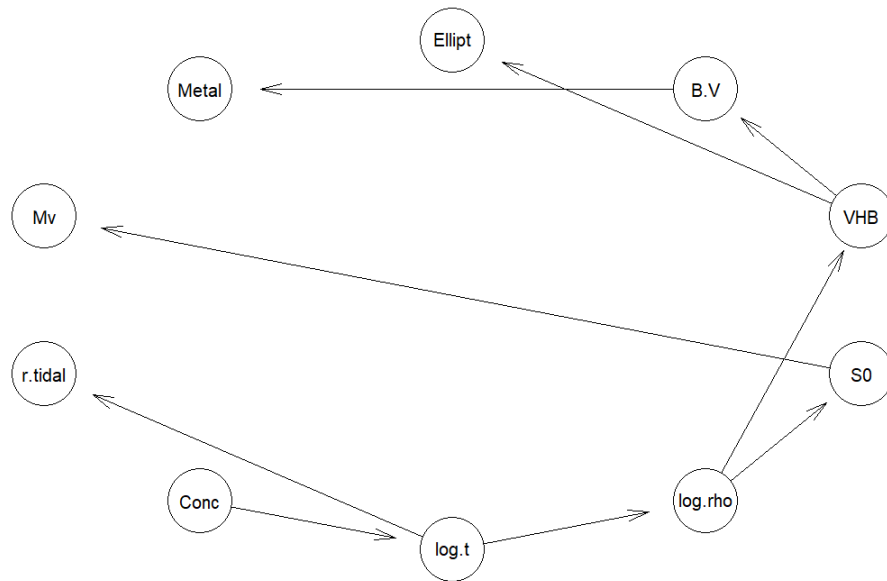 Ellipt
Metal
B.V
Mv
VHB
r.tidal
S0
Conc
log.rho
log.t